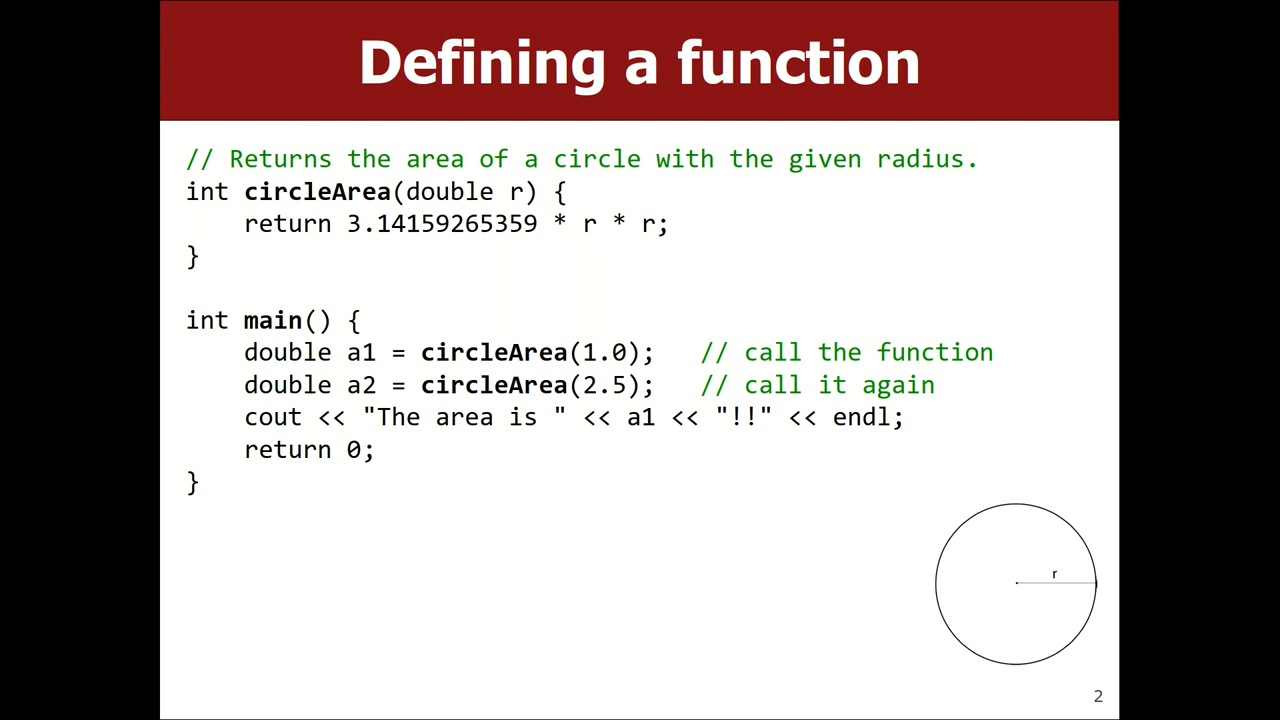 Defining a function
// Returns the area of a circle with the given radius.
int circleArea(double r) {
    return 3.14159265359 * r * r;
}
int main() {
    double a1 = circleArea(1.0);   // call the function
    double a2 = circleArea(2.5);   // call it again
    cout << "The area is " << a1 << "!!" << endl;
    return 0;
}
r
2